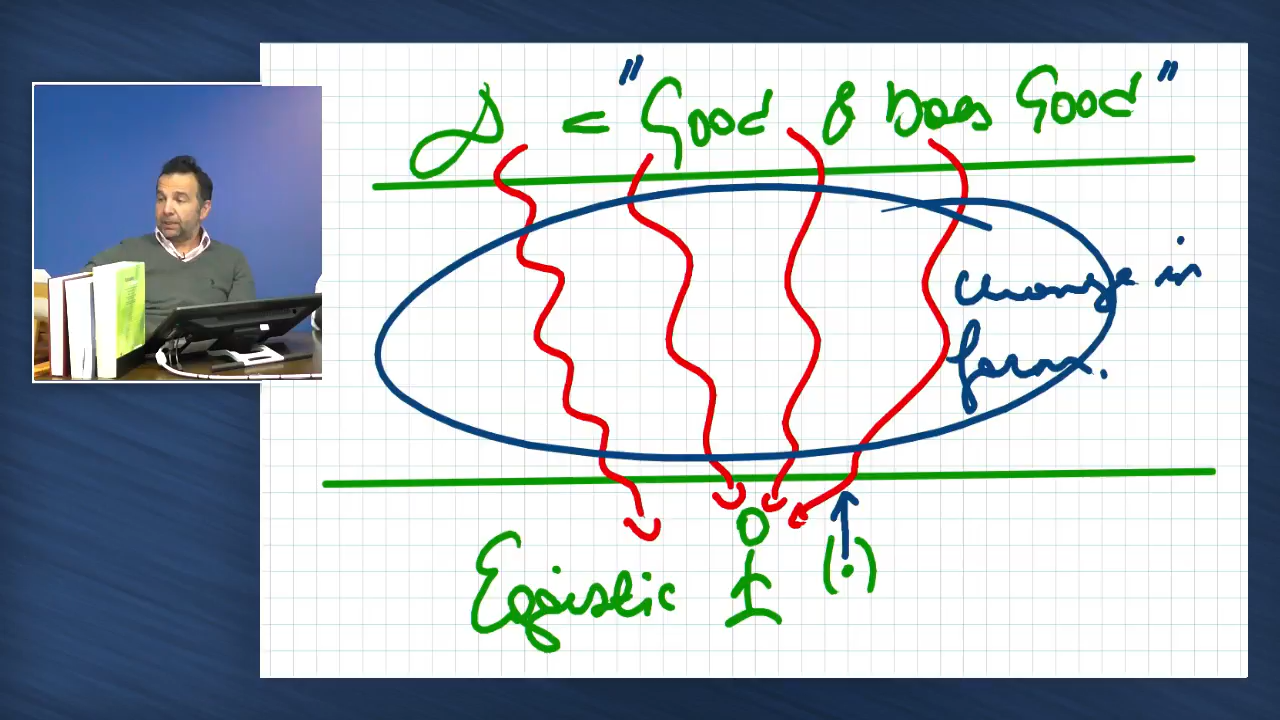 = "Good & Does Good"
change in
form.
Egoistic I (·)